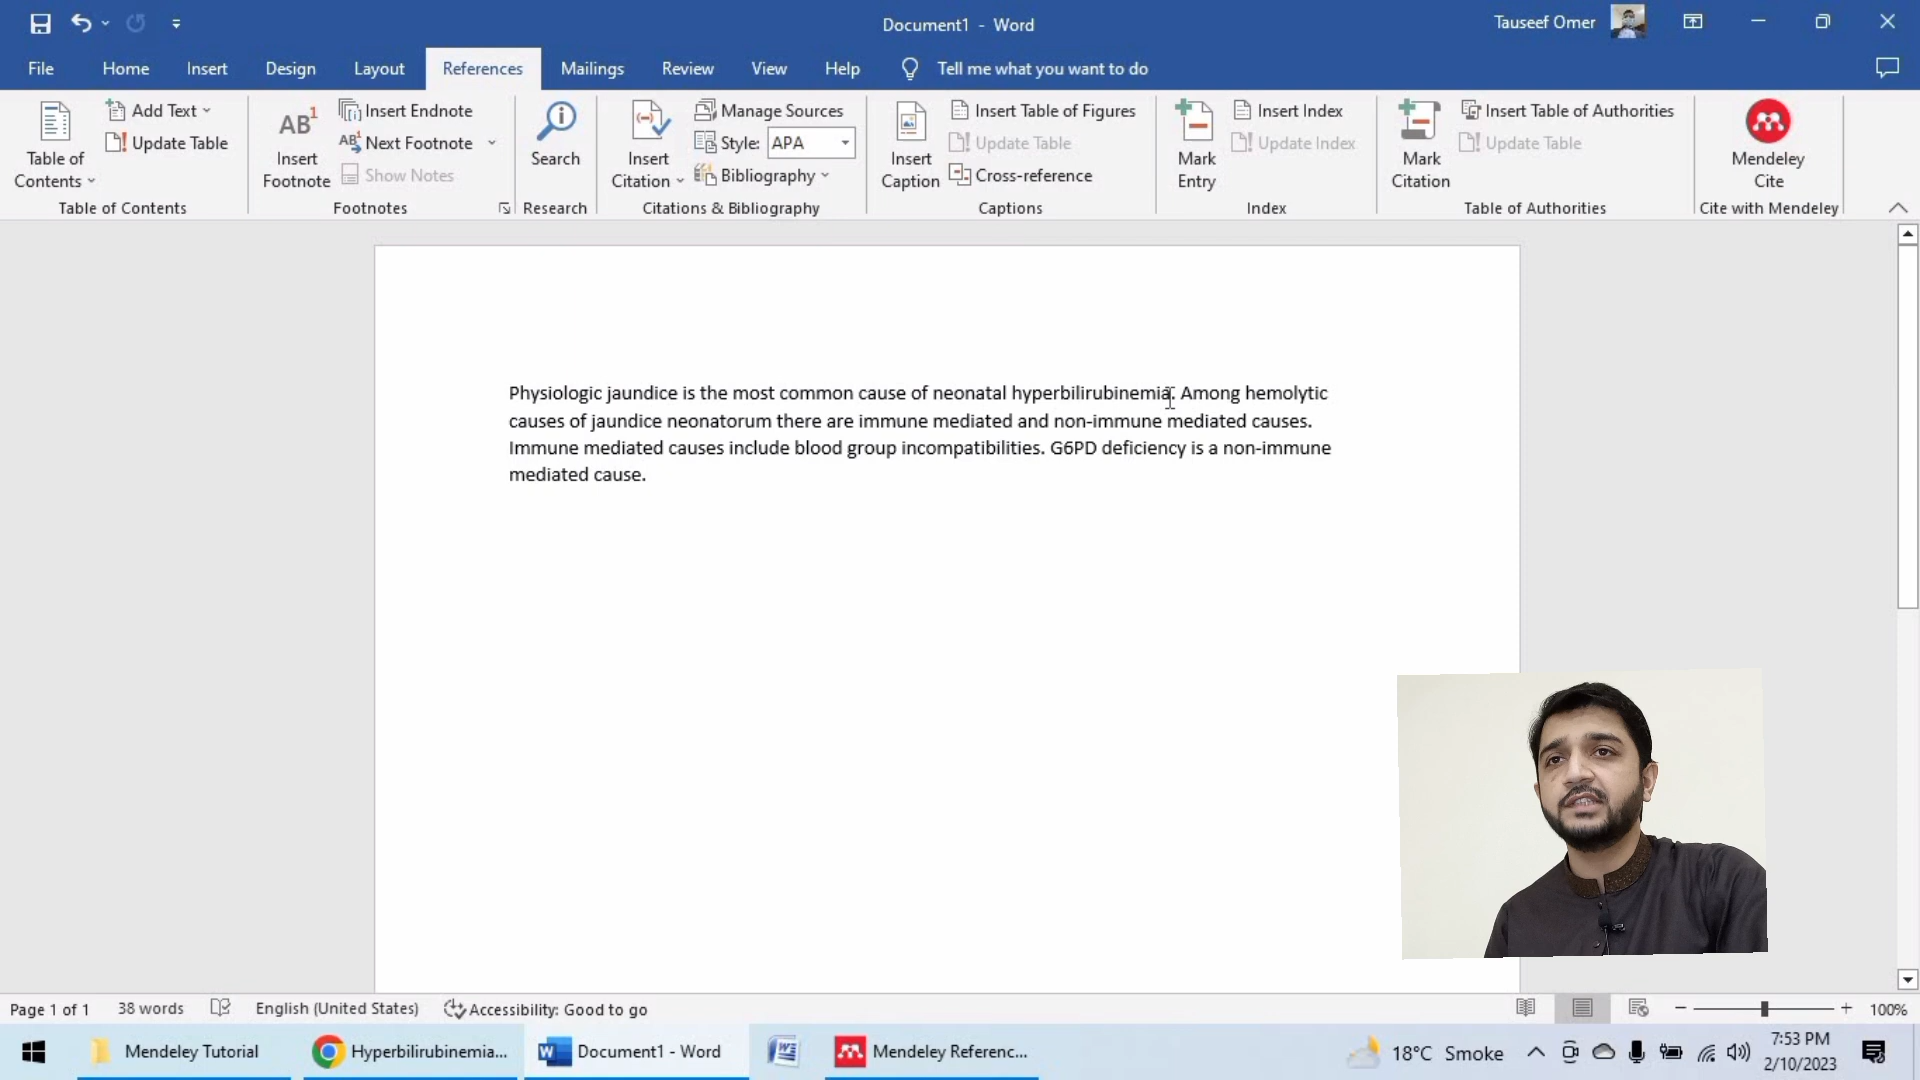 Document1 - Word
Tauseef Omer
File Home Insert Design Layout References Mailings Review View Help Tell me what you want to do
Table of Contents
Add Text
Update Table
Table of Contents
AB1
Insert Footnote
Insert Endnote
Next Footnote
Show Notes
Footnotes
Search
Research
Insert Citation
Manage Sources
Style: APA
Bibliography
Citations & Bibliography
Insert Caption
Insert Table of Figures
Update Table
Cross-reference
Captions
Mark Entry
Insert Index
Update Index
Index
Mark Citation
Insert Table of Authorities
Update Table
Table of Authorities
Mendeley Cite
Cite with Mendeley
Physiologic jaundice is the most common cause of neonatal hyperbilirubinemia. Among hemolytic
causes of jaundice neonatorum there are immune mediated and non-immune mediated causes.
Immune mediated causes include blood group incompatibilities. G6PD deficiency is a non-immune
mediated cause.
Page 1 of 1 38 words English (United States) Accessibility: Good to go 100%
Mendeley Tutorial Hyperbilirubinemia... Document1 - Word Mendeley Referenc... 18°C Smoke
7:53 PM
2/10/2023